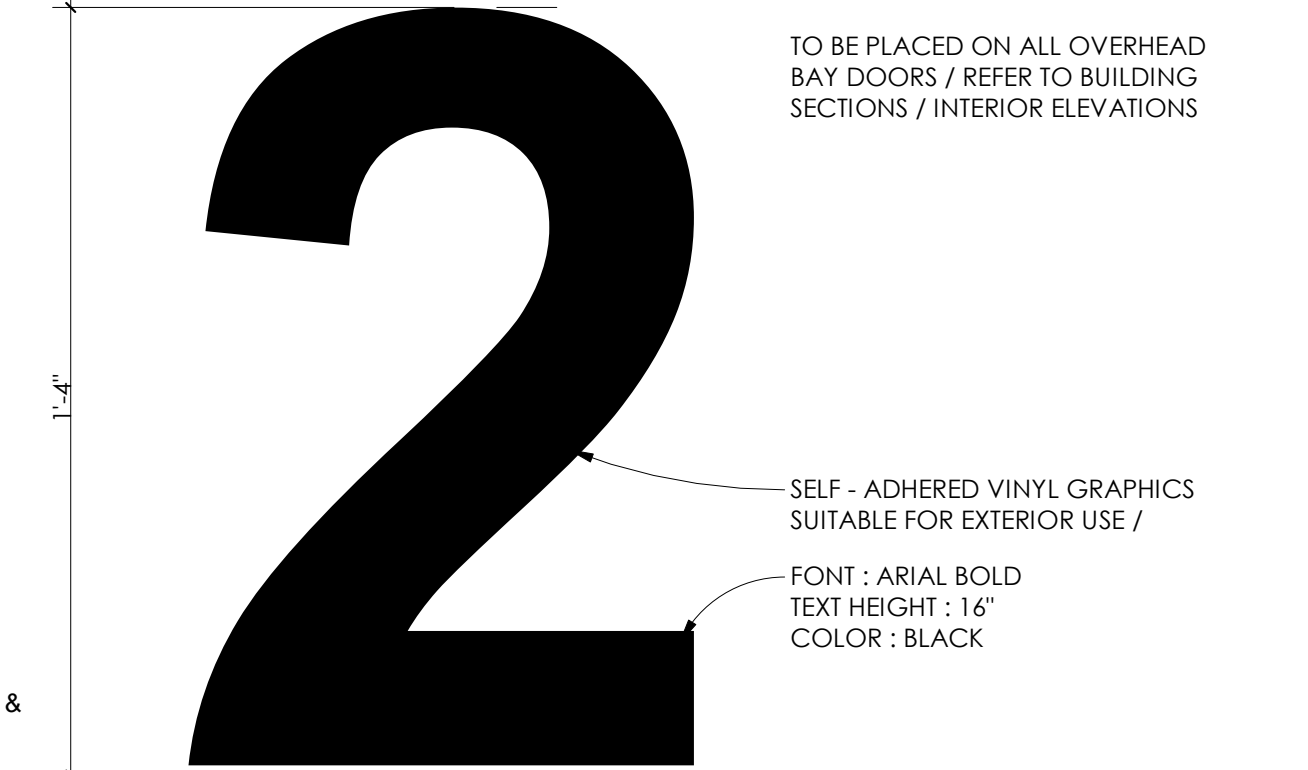 2
TO BE PLACED ON ALL OVERHEAD
BAY DOORS / REFER TO BUILDING
SECTIONS / INTERIOR ELEVATIONS
1'-4"
SELF - ADHERED VINYL GRAPHICS
SUITABLE FOR EXTERIOR USE /
FONT : ARIAL BOLD
TEXT HEIGHT : 16"
COLOR : BLACK
&